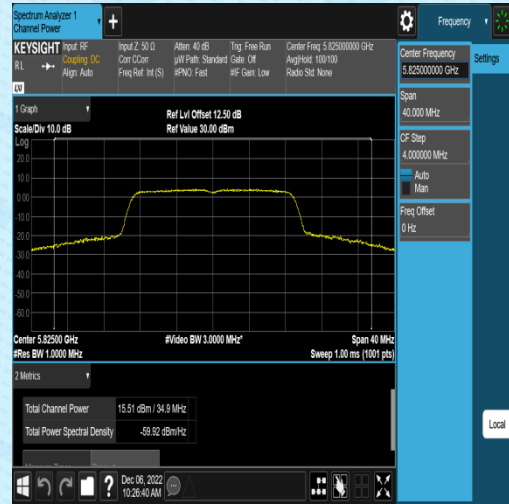 Spectrum Analyzer 1
Channel Power
+
Frequency
KEYSIGHT
RL
LXI
Input: RF
Coupling: DC
Align: Auto
Input Z: 50 Ω
Corr CCorr
Freq Ref: Int (S)
Atten: 40 dB
µW Path: Standard
#PNO: Fast
Trig: Free Run
Gate: Off
#IF Gain: Low
Center Freq: 5.825000000 GHz
Avg|Hold: 100/100
Radio Std: None
Center Frequency
5.825000000 GHz
Settings
Span
40.000 MHz
CF Step
4.000000 MHz
Auto
Man
Freq Offset
0 Hz
Local
1 Graph
Scale/Div 10.0 dB
Ref Lvl Offset 12.50 dB
Ref Value 30.00 dBm
Log
20.0
10.0
0.00
-10.0
-20.0
-30.0
-40.0
-50.0
-60.0
Center 5.82500 GHz
#Res BW 1.0000 MHz
#Video BW 3.0000 MHz*
Span 40 MHz
Sweep 1.00 ms (1001 pts)
2 Metrics
Total Channel Power 15.51 dBm / 34.9 MHz
Total Power Spectral Density -59.92 dBm/Hz
?
Dec 06, 2022
10:26:40 AM